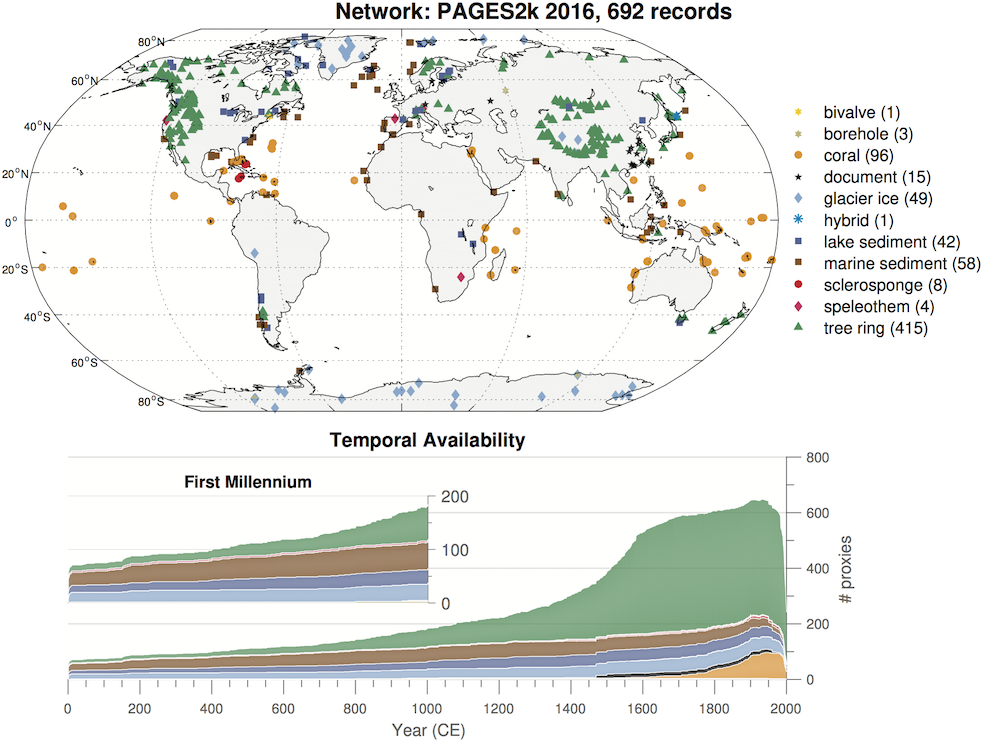 Network: PAGES2k 2016, 692 records
80°N
60°N
40°N
20°N
0°
20°S
40°S
60°S
80°S
bivalve (1)
borehole (3)
coral (96)
document (15)
glacier ice (49)
hybrid (1)
lake sediment (42)
marine sediment (58)
sclerosponge (8)
speleothem (4)
tree ring (415)
Temporal Availability
First Millennium
200
100
0
800
600
400
200
0
# proxies
0 200 400 600 800 1000 1200 1400 1600 1800 2000
Year (CE)